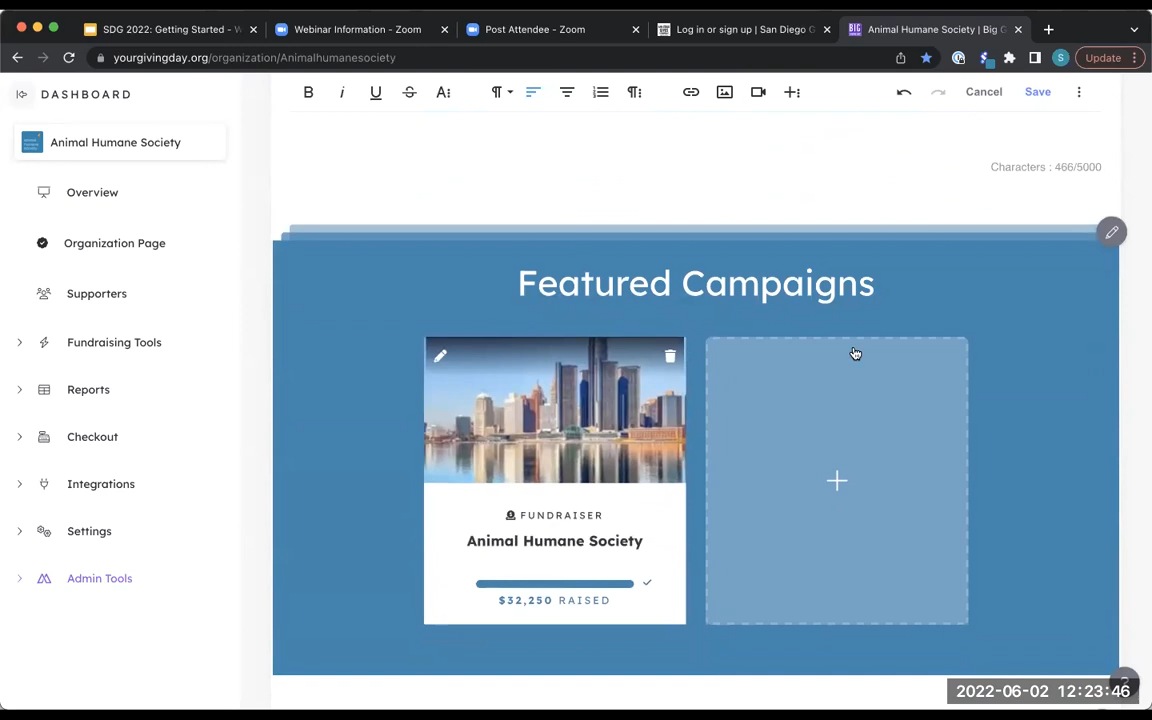 SDG 2022: Getting Started - W
Webinar Information - Zoom
Post Attendee - Zoom
Log in or sign up | San Diego G
BIG
Animal Humane Society | Big G
yourgivingday.org/organization/Animalhumanesociety
S
Update
DASHBOARD
B i U S A
Cancel
Save
Animal Humane Society
Characters : 466/5000
Overview
Organization Page
Supporters
Fundraising Tools
Reports
Checkout
Integrations
Settings
Admin Tools
Featured Campaigns
FUNDRAISER
Animal Humane Society
$32,250 RAISED
2022-06-02 12:23:46